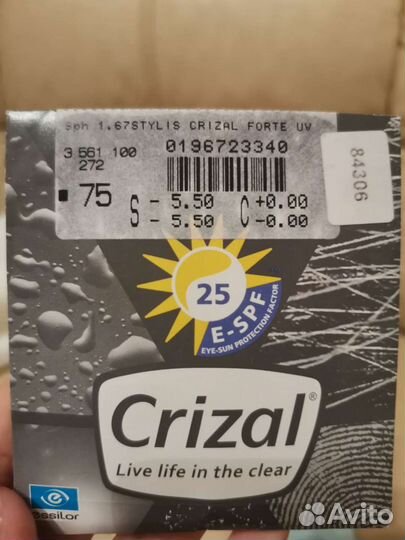 Sph 1.67STYLIS CRIZAL FORTE UV
3 561 100
272
0196723340
75
S - 5.50 C +0.00
- 5.50 -0.00
84306
25
E-SPF
EYE-SUN PROTECTION FACTOR
Crizal®
Live life in the clear
essilor
Avito